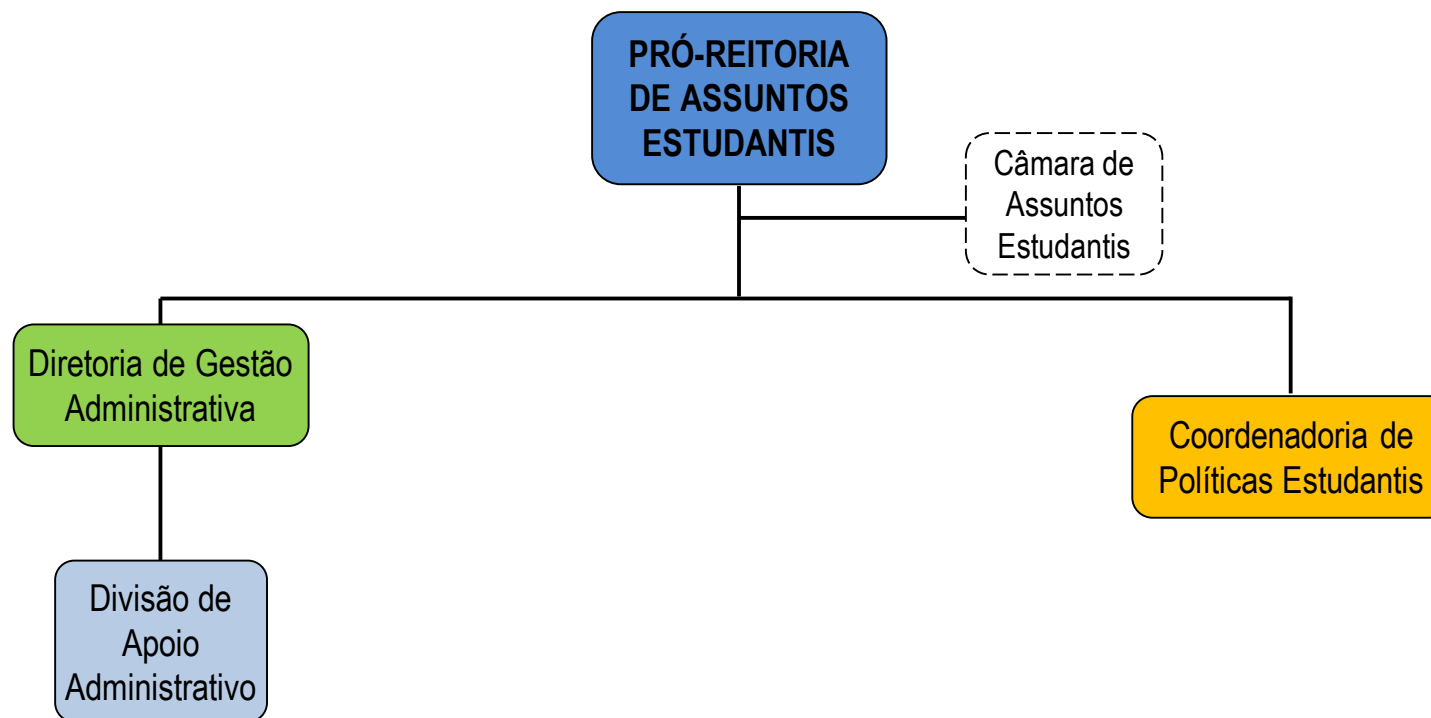 PRÓ-REITORIA
DE ASSUNTOS
ESTUDANTIS
Câmara de
Assuntos
Estudantis
Diretoria de Gestão
Administrativa
Coordenadoria de
Políticas Estudantis
Divisão de
Apoio
Administrativo